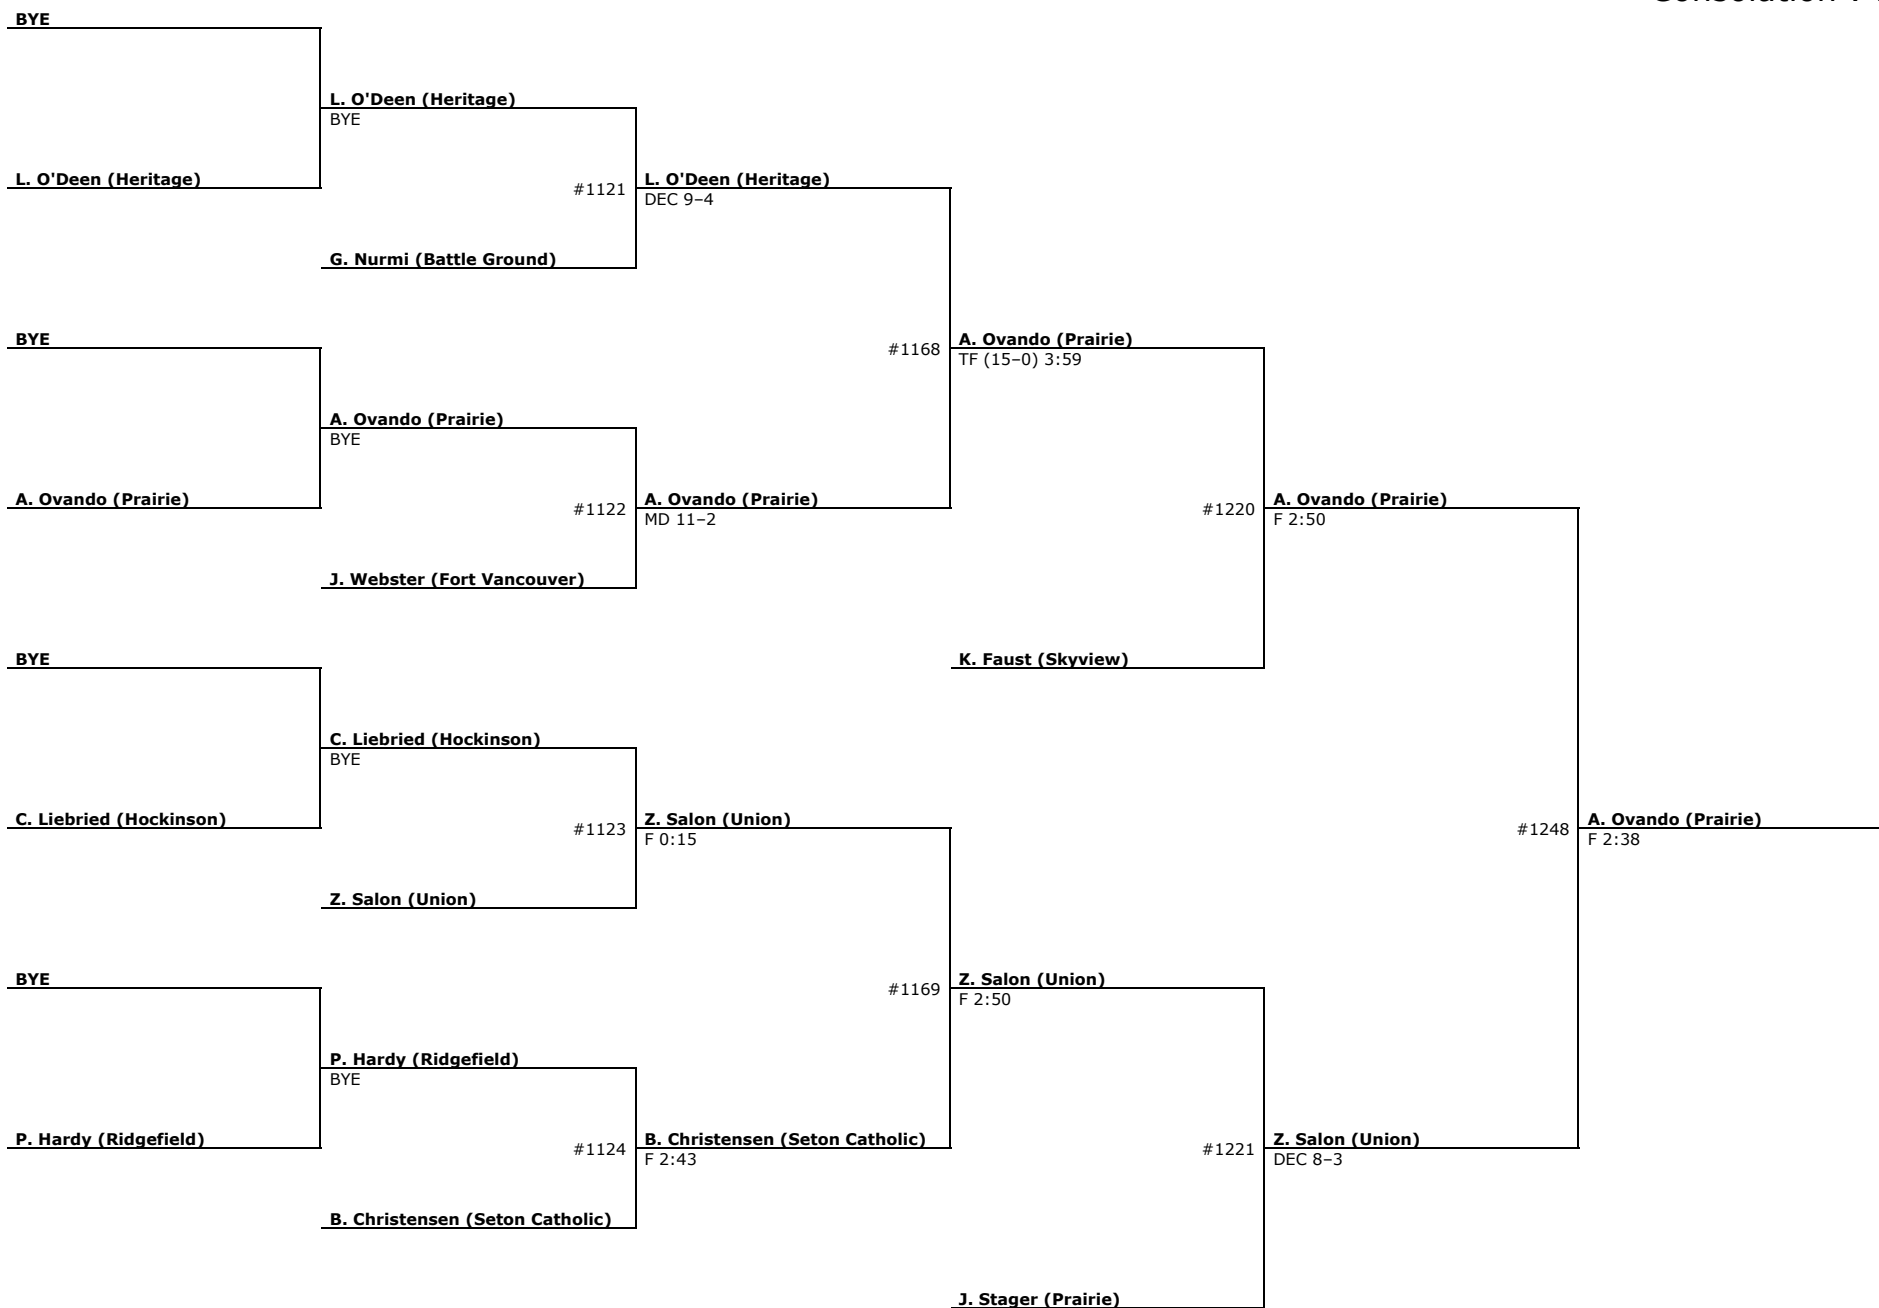 Consolation
BYE
L. O'Deen (Heritage)
BYE
L. O'Deen (Heritage)
#1121
L. O'Deen (Heritage)
DEC 9–4
G. Nurmi (Battle Ground)
BYE
#1168
A. Ovando (Prairie)
TF (15–0) 3:59
A. Ovando (Prairie)
BYE
A. Ovando (Prairie)
#1122
A. Ovando (Prairie)
MD 11–2
#1220
A. Ovando (Prairie)
F 2:50
J. Webster (Fort Vancouver)
BYE
K. Faust (Skyview)
C. Liebried (Hockinson)
BYE
C. Liebried (Hockinson)
#1123
Z. Salon (Union)
F 0:15
#1248
A. Ovando (Prairie)
F 2:38
Z. Salon (Union)
BYE
#1169
Z. Salon (Union)
F 2:50
P. Hardy (Ridgefield)
BYE
P. Hardy (Ridgefield)
#1124
B. Christensen (Seton Catholic)
F 2:43
#1221
Z. Salon (Union)
DEC 8–3
B. Christensen (Seton Catholic)
J. Stager (Prairie)